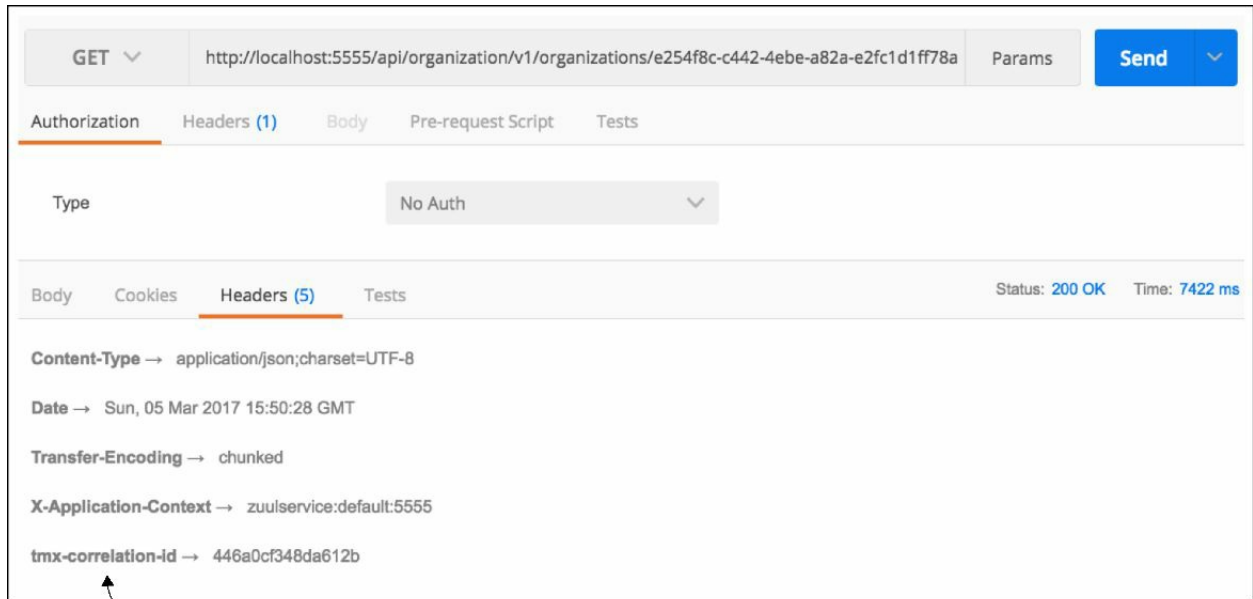 GET http://localhost:5555/api/organization/v1/organizations/e254f8c-c442-4ebe-a82a-e2fc1d1ff78a Params Send
Authorization Headers (1) Body Pre-request Script Tests
Type No Auth
Body Cookies Headers (5) Tests Status: 200 OK Time: 7422 ms
Content-Type → application/json;charset=UTF-8
Date → Sun, 05 Mar 2017 15:50:28 GMT
Transfer-Encoding → chunked
X-Application-Context → zuulservice:default:5555
tmx-correlation-id → 446a0cf348da612b